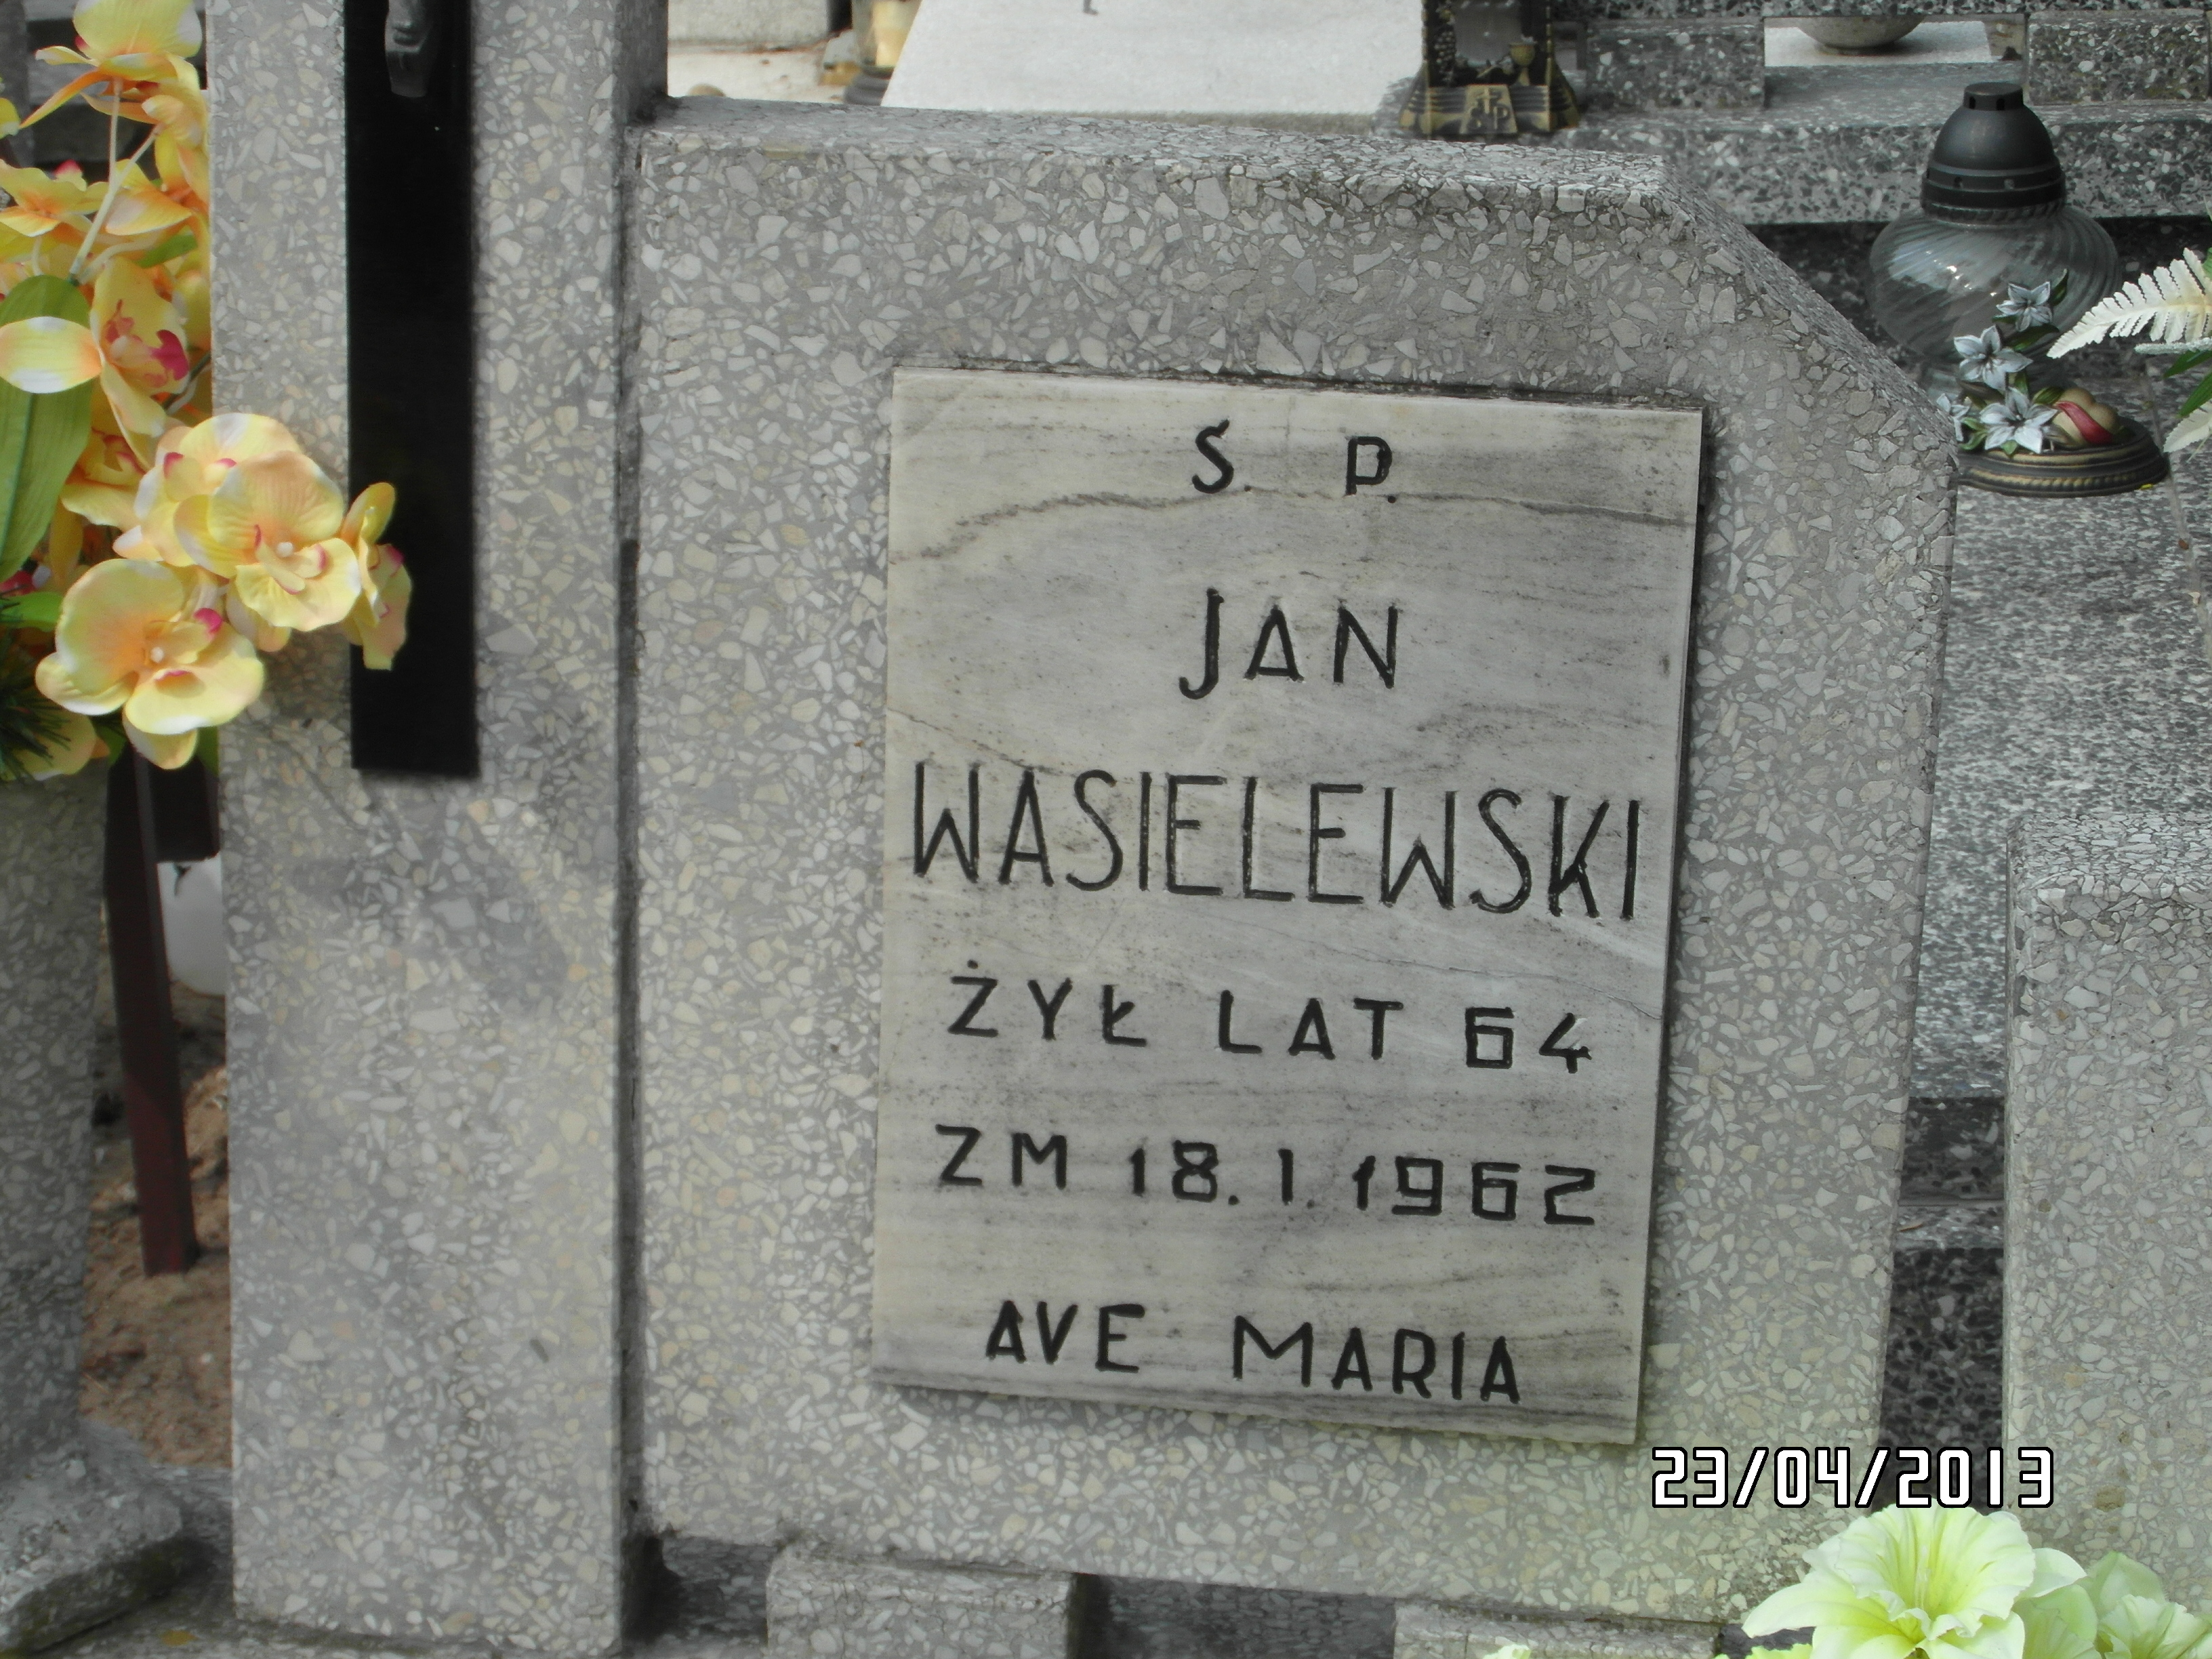 Ś. P.
JAN
WASIELEWSKI
ŻYŁ LAT 64
ZM 18.1.1962
AVE MARIA
23/04/2013